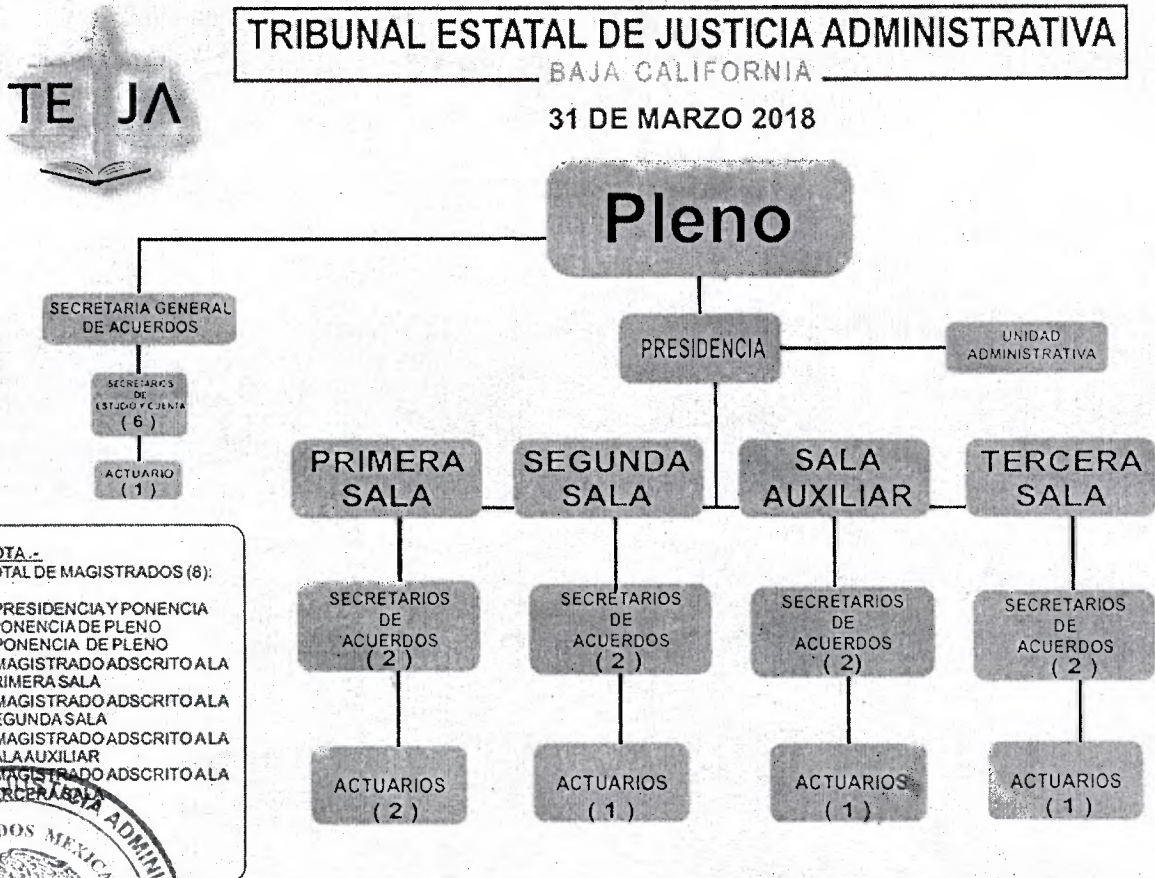 TRIBUNAL ESTATAL DE JUSTICIA ADMINISTRATIVA
BAJA CALIFORNIA
TE JA
31 DE MARZO 2018
Pleno
SECRETARIA GENERAL
DE ACUERDOS
PRESIDENCIA
UNIDAD
ADMINISTRATIVA
SECRETARIOS
DE
ESTUDIO Y CUENTA
( 6 )
ACTUARIO
( 1 )
PRIMERA
SALA
SEGUNDA
SALA
SALA
AUXILIAR
TERCERA
SALA
SECRETARIOS
DE
ACUERDOS
( 2 )
SECRETARIOS
DE
ACUERDOS
( 2 )
SECRETARIOS
DE
ACUERDOS
( 2)
SECRETARIOS
DE
ACUERDOS
( 2 )
ACTUARIOS
( 2 )
ACTUARIOS
( 1 )
ACTUARIOS
( 1 )
ACTUARIOS
( 1 )
OTA.-
OTAL DE MAGISTRADOS (8):
PRESIDENCIA Y PONENCIA
PONENCIA DE PLENO
PONENCIA DE PLENO
MAGISTRADO ADSCRITO A LA
RIMERA SALA
MAGISTRADO ADSCRITO A LA
EGUNDA SALA
MAGISTRADO ADSCRITO A LA
ALA AUXILIAR
MAGISTRADO ADSCRITO A LA
ERCERA SALA